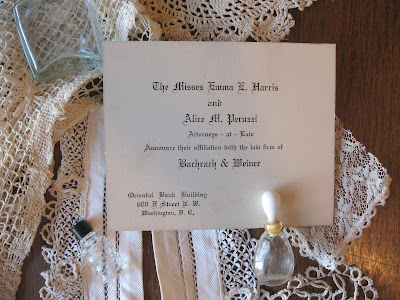 The Misses Emma E. Harris
and
Alice M. Peruzzi
Attorneys - at - Law
Announce their affiliation with the law firm of
Bachrach & Weiner
Oriental Bank Building
600 F Street N. W.
Washington, D. C.